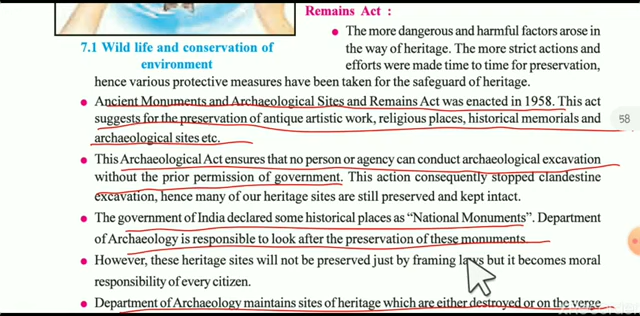 Remains Act :
• The more dangerous and harmful factors arose in
the way of heritage. The more strict actions and
7.1 Wild life and conservation of
environment
efforts were made time to time for preservation,
hence various protective measures have been taken for the safeguard of heritage.
• Ancient Monuments and Archaeological Sites and Remains Act was enacted in 1958. This act
suggests for the preservation of antique artistic work, religious places, historical memorials and
archaeological sites etc.
58
• This Archaeological Act ensures that no person or agency can conduct archaeological excavation
without the prior permission of government. This action consequently stopped clandestine
excavation, hence many of our heritage sites are still preserved and kept intact.
• The government of India declared some historical places as “National Monuments”. Department
of Archaeology is responsible to look after the preservation of these monuments.
• However, these heritage sites will not be preserved just by framing laws but it becomes moral
responsibility of every citizen.
• Department of Archaeology maintains sites of heritage which are either destroyed or on the verge